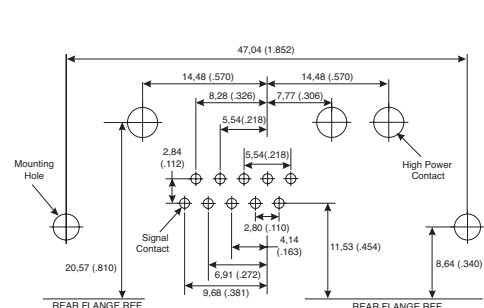 47,04 (1.852)
14,48 (.570)
14,48 (.570)
8,28 (.326)
7,77 (.306)
5,54(.218)
2,84
(.112)
5,54(.218)
Mounting
Hole
High Power
Contact
Signal
Contact
2,80 (.110)
4,14
(.163)
11,53 (.454)
6,91 (.272)
8,64 (.340)
20,57 (.810)
9,68 (.381)
REAR FLANGE REF
REAR FLANGE REF